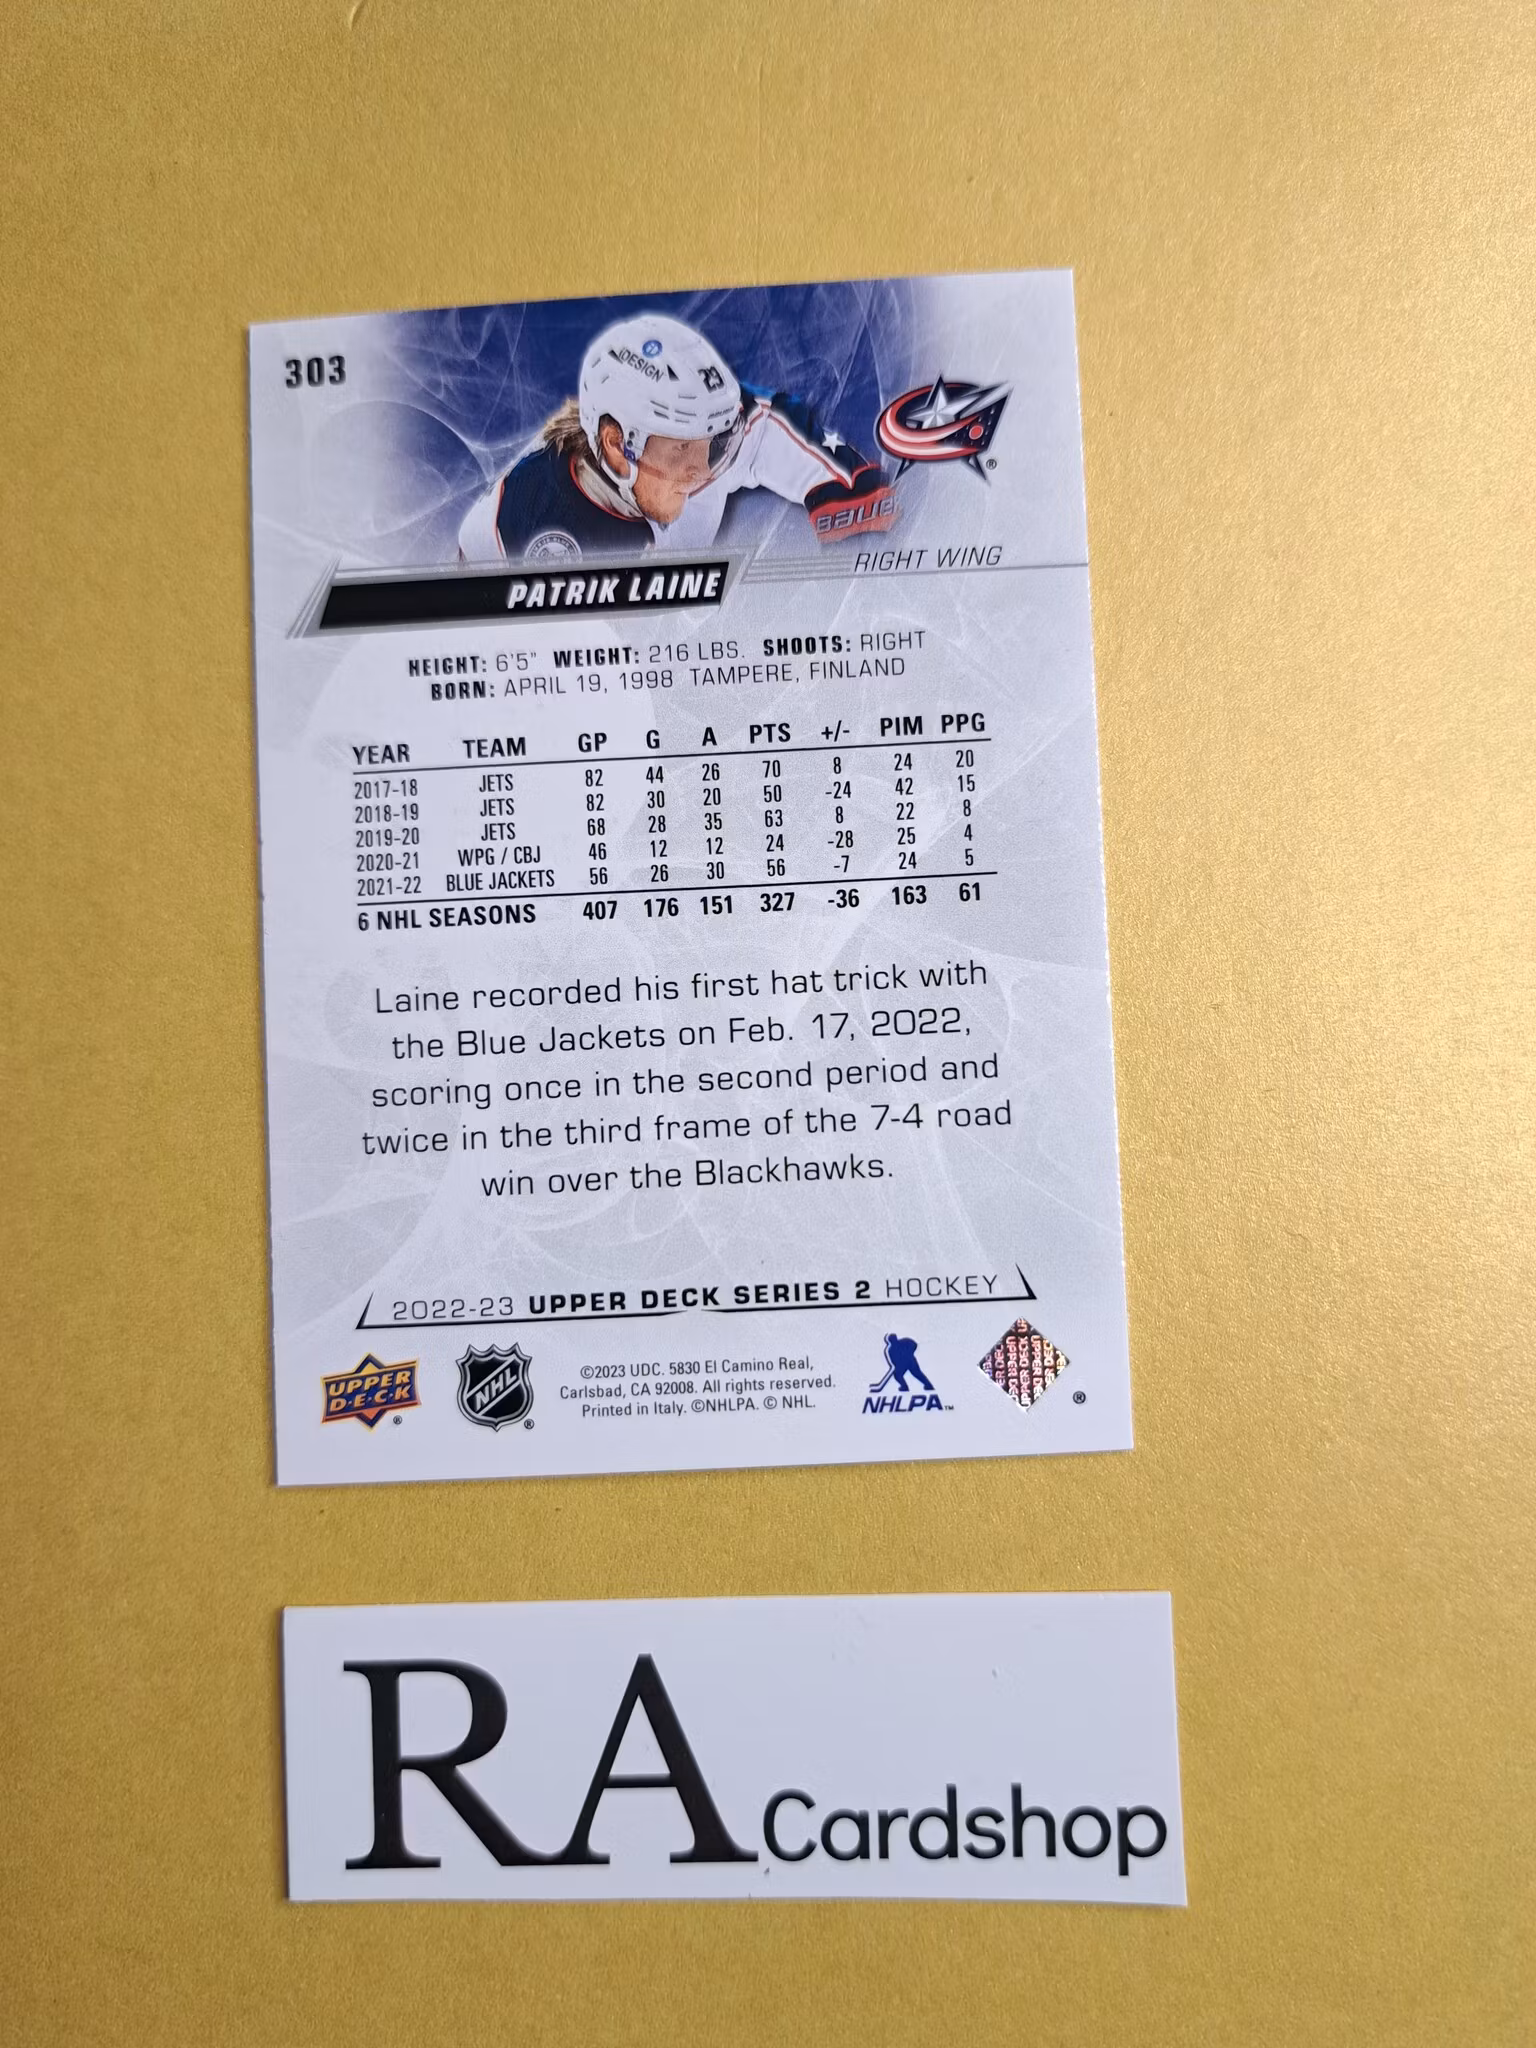 303
iDESIGN
29
BAUER
RIGHT WING
PATRIK LAINE
HEIGHT: 6'5" WEIGHT: 216 LBS. SHOOTS: RIGHT
BORN: APRIL 19, 1998 TAMPERE, FINLAND
YEAR TEAM GP G A PTS +/- PIM PPG
2017-18 JETS 82 44 26 70 8 24 20
2018-19 JETS 82 30 20 50 -24 42 15
2019-20 JETS 68 28 35 63 8 22 8
2020-21 WPG / CBJ 46 12 12 24 -28 25 4
2021-22 BLUE JACKETS 56 26 30 56 -7 24 5
6 NHL SEASONS 407 176 151 327 -36 163 61
Laine recorded his first hat trick with
the Blue Jackets on Feb. 17, 2022,
scoring once in the second period and
twice in the third frame of the 7-4 road
win over the Blackhawks.
2022-23 UPPER DECK SERIES 2 HOCKEY
UPPER
D·E·C·K ®
NHL ®
©2023 UDC. 5830 El Camino Real,
Carlsbad, CA 92008. All rights reserved.
Printed in Italy. ©NHLPA. © NHL.
NHLPA™
UPPER DECK
®
RA Cardshop